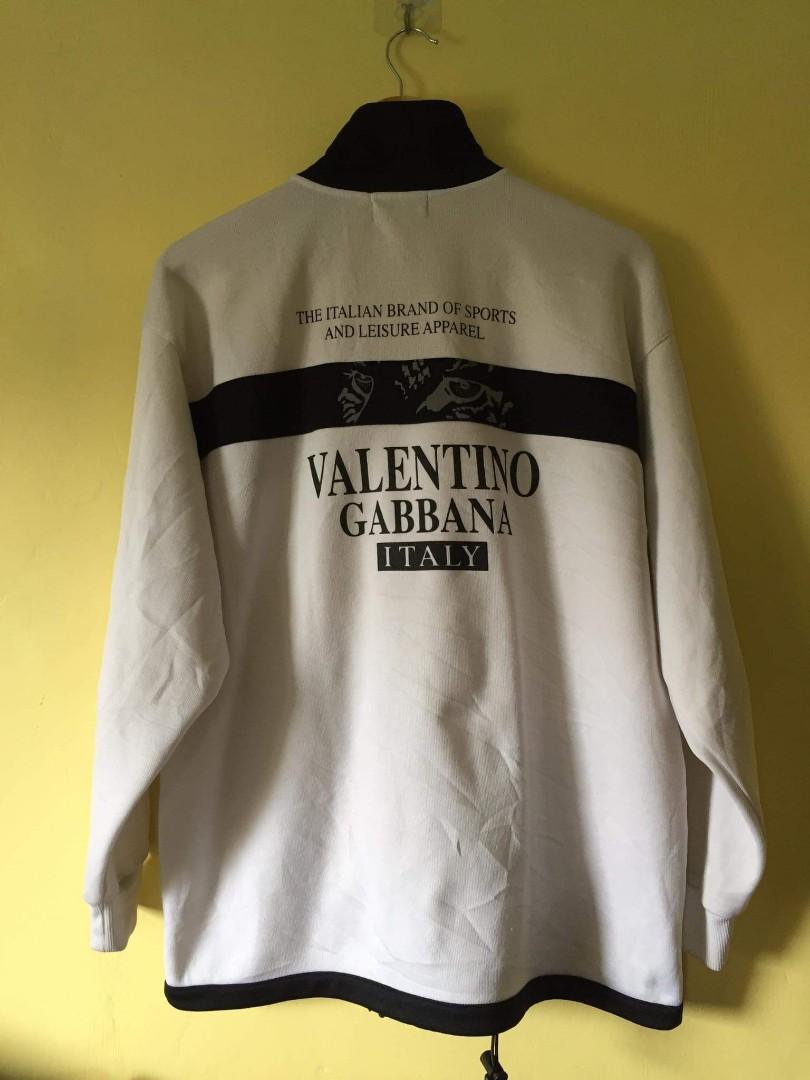 THE ITALIAN BRAND OF SPORTS
AND LEISURE APPAREL
VALENTINO
GABBANA
ITALY